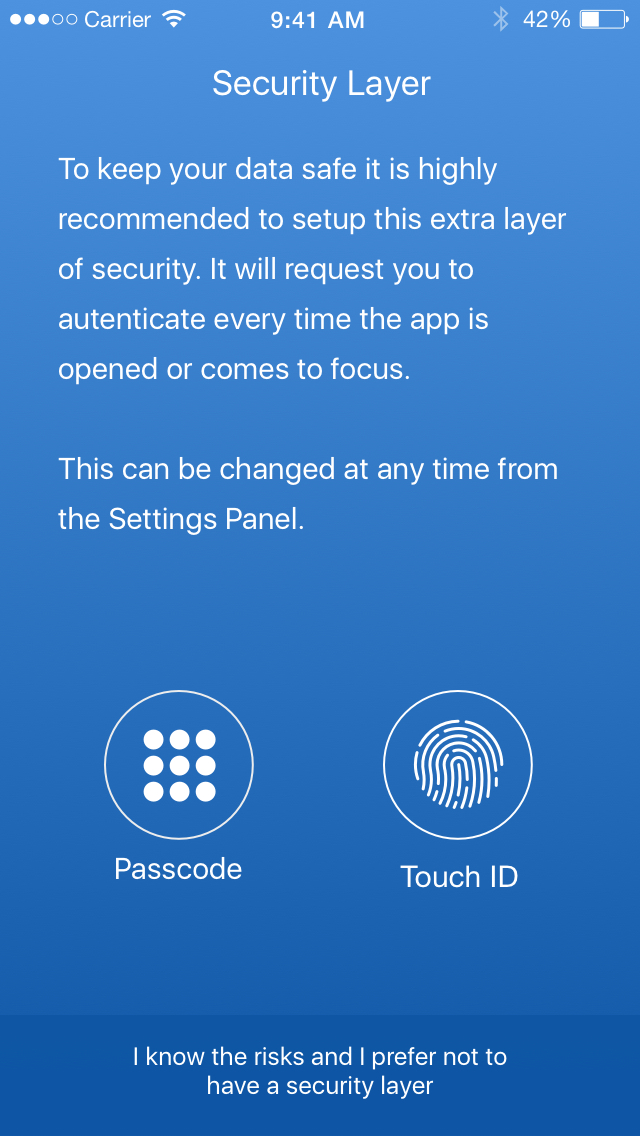 Carrier 9:41 AM 42%
Security Layer
To keep your data safe it is highly
recommended to setup this extra layer
of security. It will request you to
autenticate every time the app is
opened or comes to focus.
This can be changed at any time from
the Settings Panel.
Passcode
Touch ID
I know the risks and I prefer not to
have a security layer